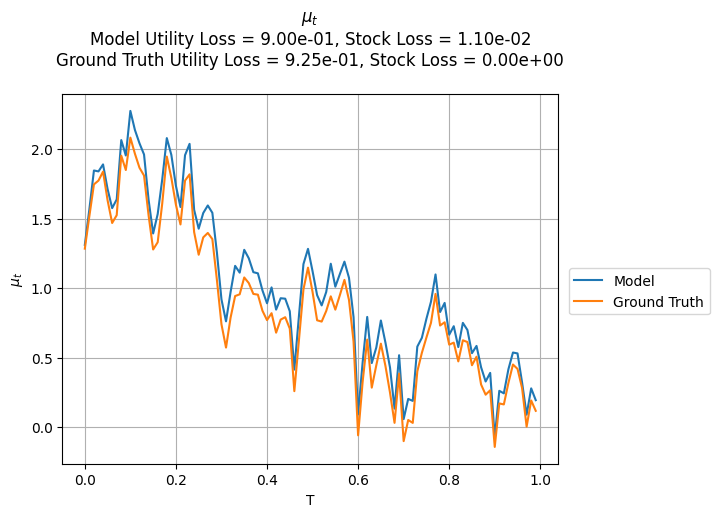 μₜ
Model Utility Loss = 9.00e-01, Stock Loss = 1.10e-02
Ground Truth Utility Loss = 9.25e-01, Stock Loss = 0.00e+00
2.0
1.5
1.0
0.5
0.0
μₜ
0.0 0.2 0.4 0.6 0.8 1.0
T
Model
Ground Truth